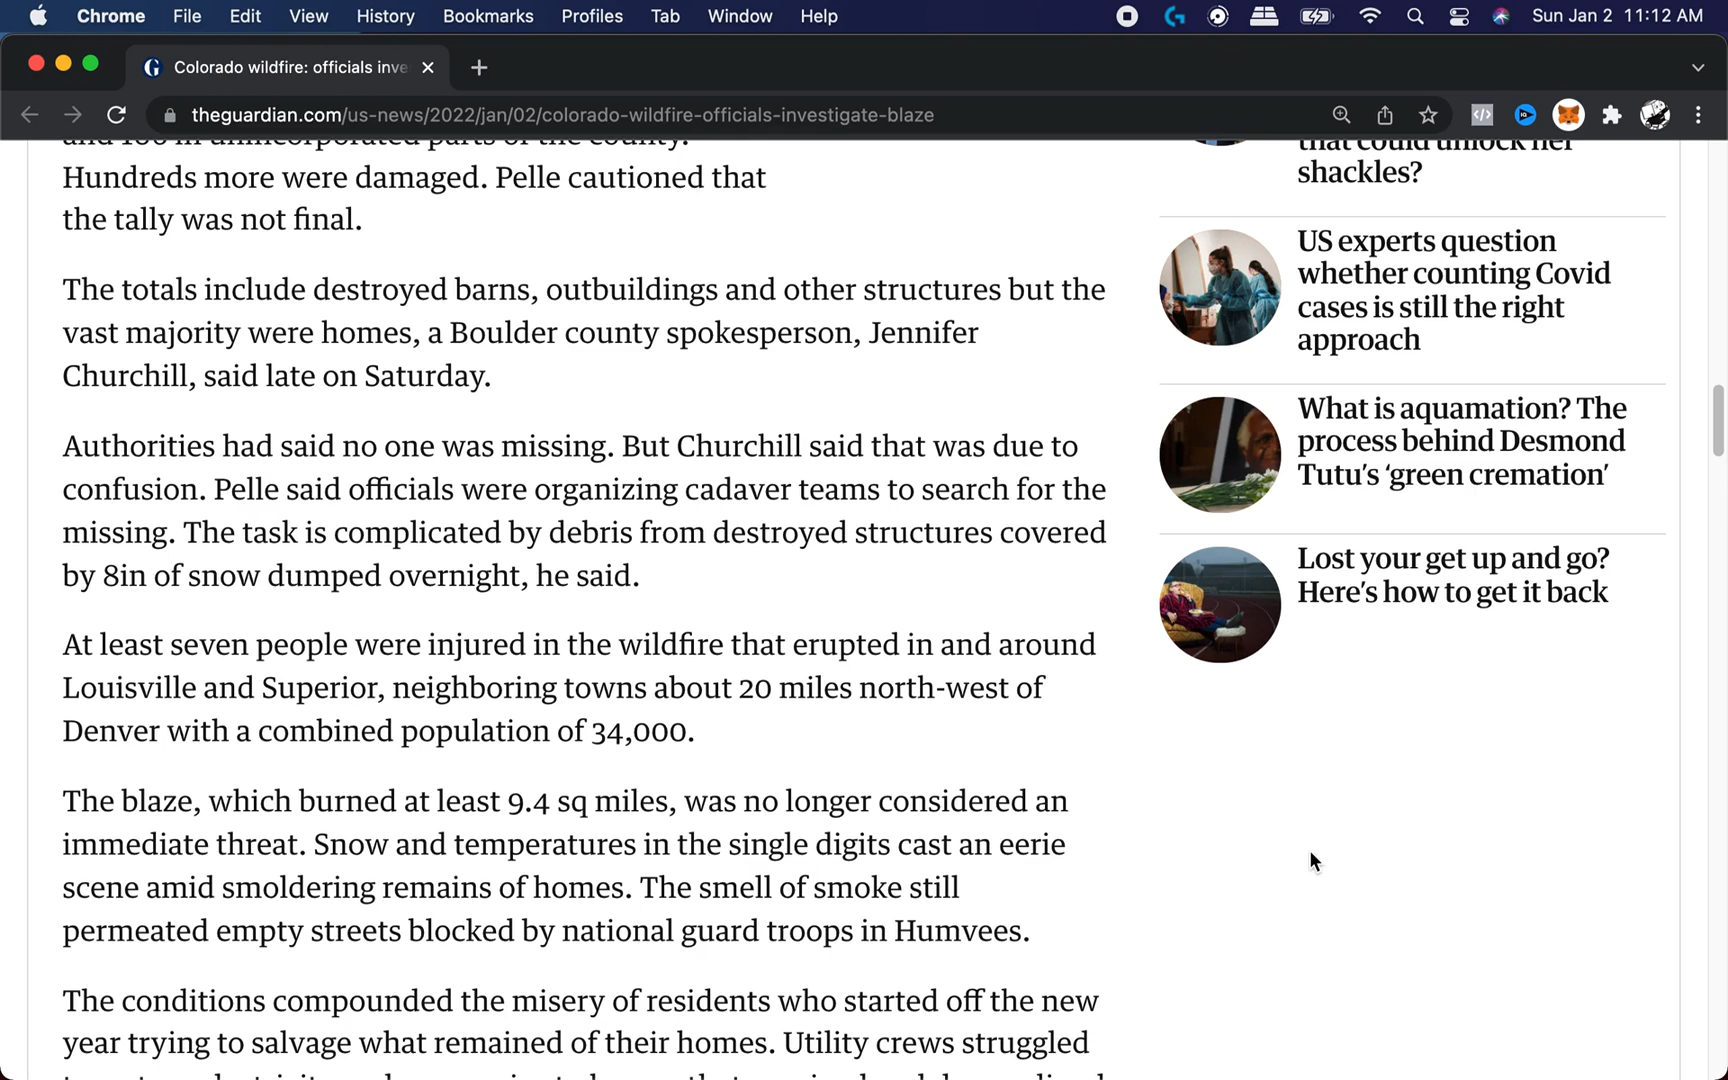 Chrome File Edit View History Bookmarks Profiles Tab Window Help Sun Jan 2 11:12 AM
Colorado wildfire: officials inve
theguardian.com/us-news/2022/jan/02/colorado-wildfire-officials-investigate-blaze
and 106 in unincorporated parts of the county.
Hundreds more were damaged. Pelle cautioned that
the tally was not final.
The totals include destroyed barns, outbuildings and other structures but the
vast majority were homes, a Boulder county spokesperson, Jennifer
Churchill, said late on Saturday.
Authorities had said no one was missing. But Churchill said that was due to
confusion. Pelle said officials were organizing cadaver teams to search for the
missing. The task is complicated by debris from destroyed structures covered
by 8in of snow dumped overnight, he said.
At least seven people were injured in the wildfire that erupted in and around
Louisville and Superior, neighboring towns about 20 miles north-west of
Denver with a combined population of 34,000.
The blaze, which burned at least 9.4 sq miles, was no longer considered an
immediate threat. Snow and temperatures in the single digits cast an eerie
scene amid smoldering remains of homes. The smell of smoke still
permeated empty streets blocked by national guard troops in Humvees.
The conditions compounded the misery of residents who started off the new
year trying to salvage what remained of their homes. Utility crews struggled
that could unlock her
shackles?
US experts question
whether counting Covid
cases is still the right
approach
What is aquamation? The
process behind Desmond
Tutu's ‘green cremation’
Lost your get up and go?
Here's how to get it back